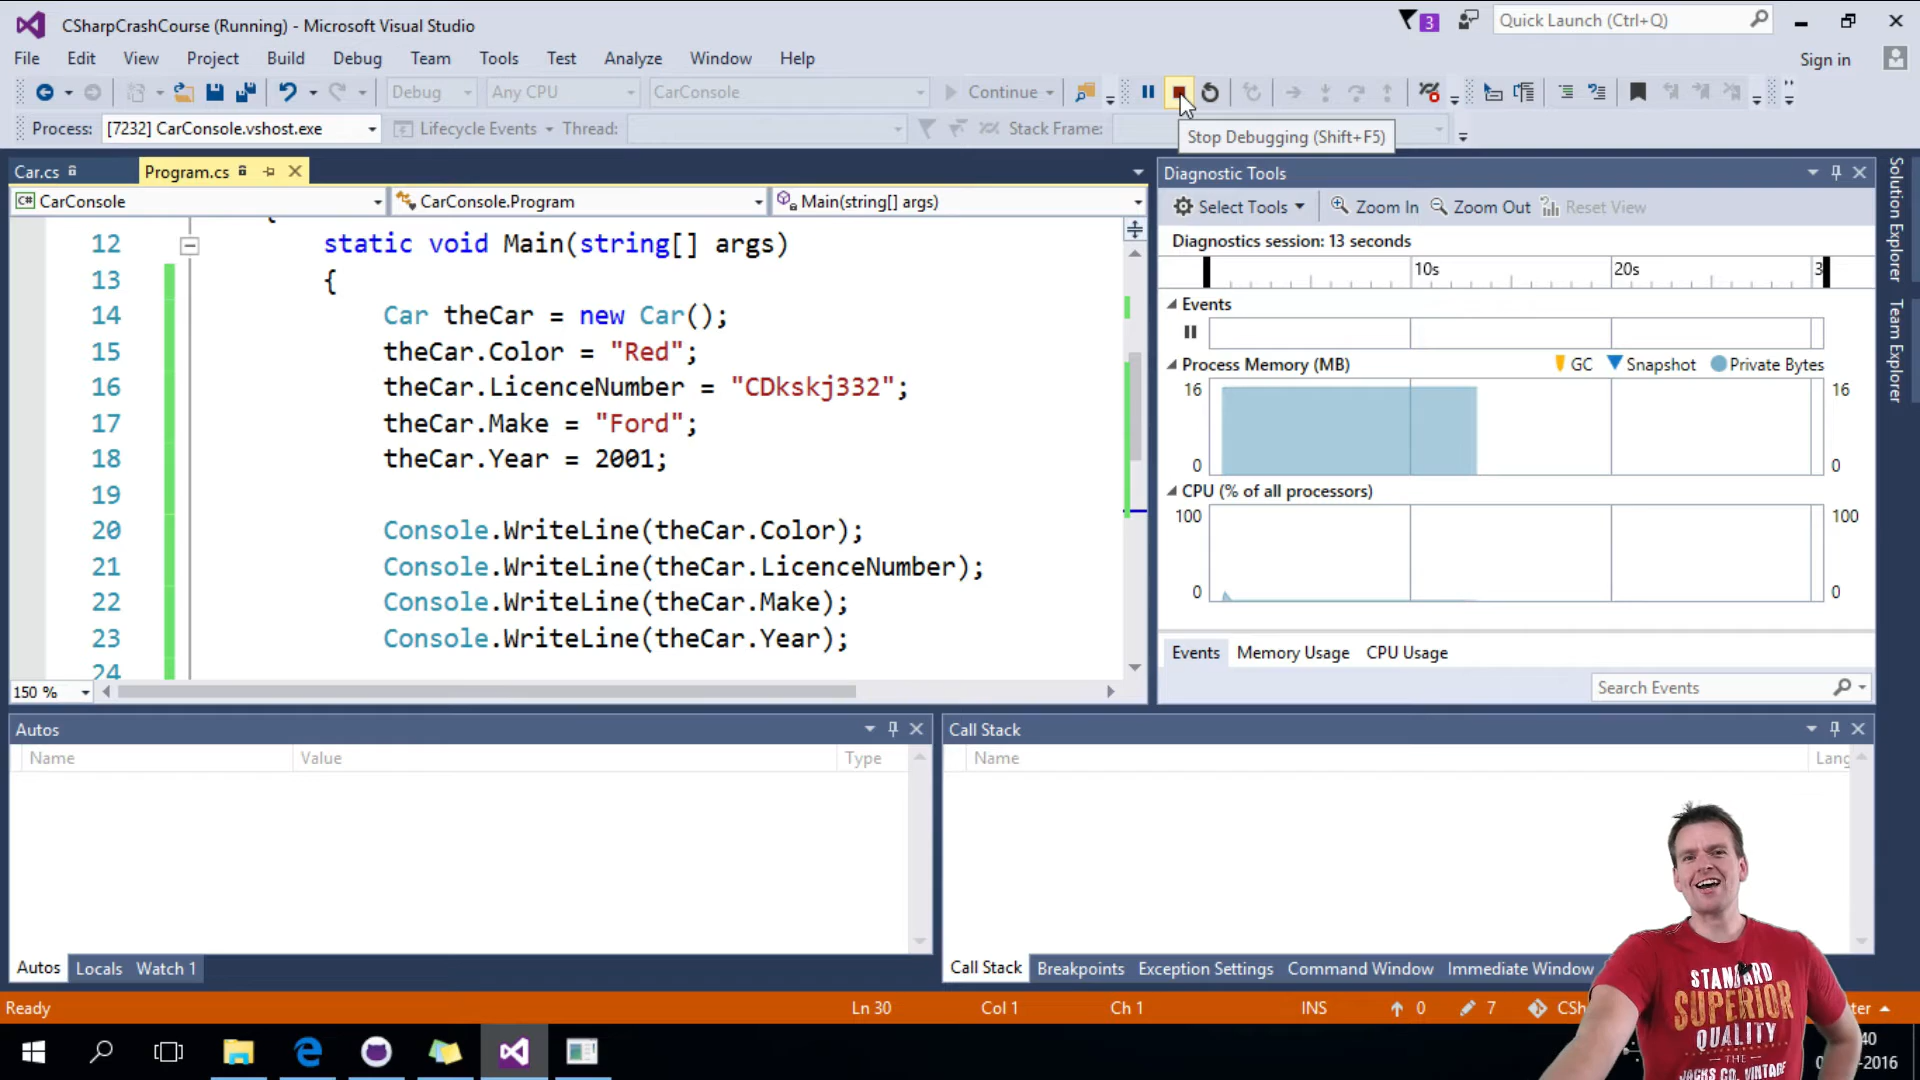 CSharpCrashCourse (Running) - Microsoft Visual Studio
3
Quick Launch (Ctrl+Q)
File Edit View Project Build Debug Team Tools Test Analyze Window Help
Sign in
Debug Any CPU CarConsole Continue
Process: [7232] CarConsole.vshost.exe Lifecycle Events Thread: Stack Frame:
Stop Debugging (Shift+F5)
Car.cs Program.cs
CarConsole CarConsole.Program Main(string[] args)
12 static void Main(string[] args)
13 {
14 Car theCar = new Car();
15 theCar.Color = "Red";
16 theCar.LicenceNumber = "CDkskj332";
17 theCar.Make = "Ford";
18 theCar.Year = 2001;
19
20 Console.WriteLine(theCar.Color);
21 Console.WriteLine(theCar.LicenceNumber);
22 Console.WriteLine(theCar.Make);
23 Console.WriteLine(theCar.Year);
24
150 %
Diagnostic Tools
Select Tools Zoom In Zoom Out Reset View
Diagnostics session: 13 seconds
10s 20s 3
Events
Process Memory (MB) GC Snapshot Private Bytes
16 16
0 0
CPU (% of all processors)
100 100
0 0
Events Memory Usage CPU Usage
Search Events
Solution Explorer
Team Explorer
Autos
Name Value Type
Autos Locals Watch 1
Call Stack
Name Lang
Call Stack Breakpoints Exception Settings Command Window Immediate Window
Ready Ln 30 Col 1 Ch 1 INS 0 7 CSh ter
40
2016
STANDARD
SUPERIOR
QUALITY
THE
JACKS CO. VINTAGE